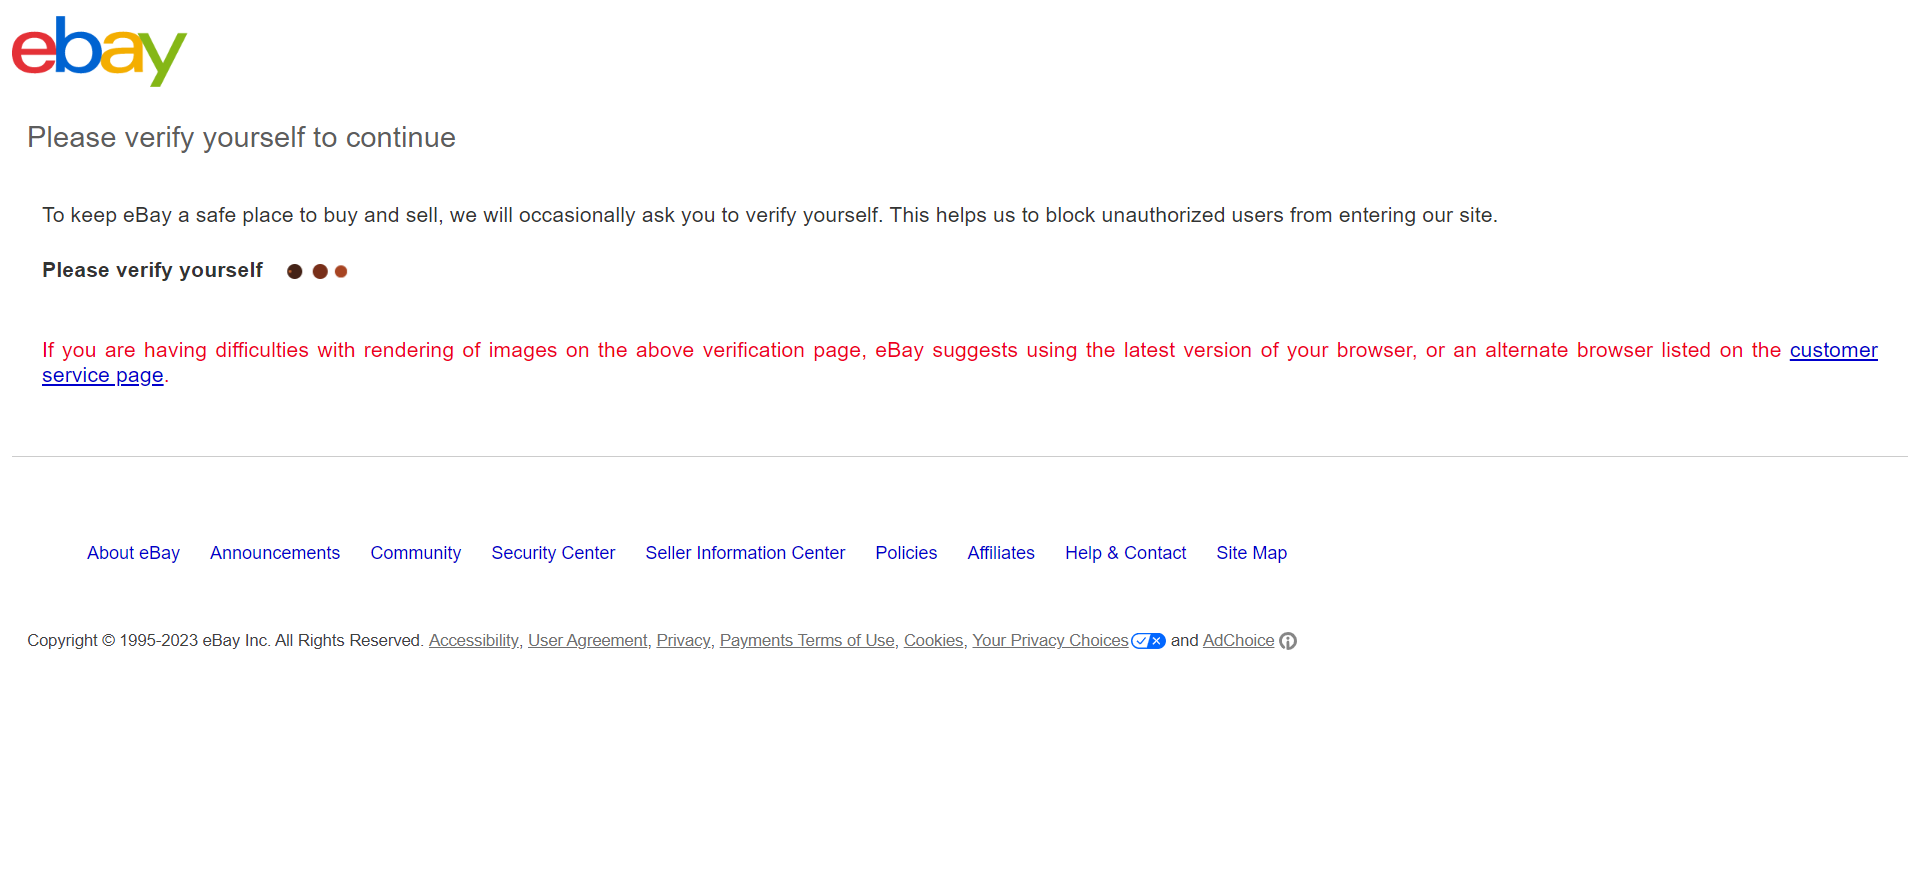 ebay
Please verify yourself to continue
To keep eBay a safe place to buy and sell, we will occasionally ask you to verify yourself. This helps us to block unauthorized users from entering our site.
Please verify yourself
If you are having difficulties with rendering of images on the above verification page, eBay suggests using the latest version of your browser, or an alternate browser listed on the customer
service page.
About eBay Announcements Community Security Center Seller Information Center Policies Affiliates Help & Contact Site Map
Copyright © 1995-2023 eBay Inc. All Rights Reserved. Accessibility, User Agreement, Privacy, Payments Terms of Use, Cookies, Your Privacy Choices and AdChoice